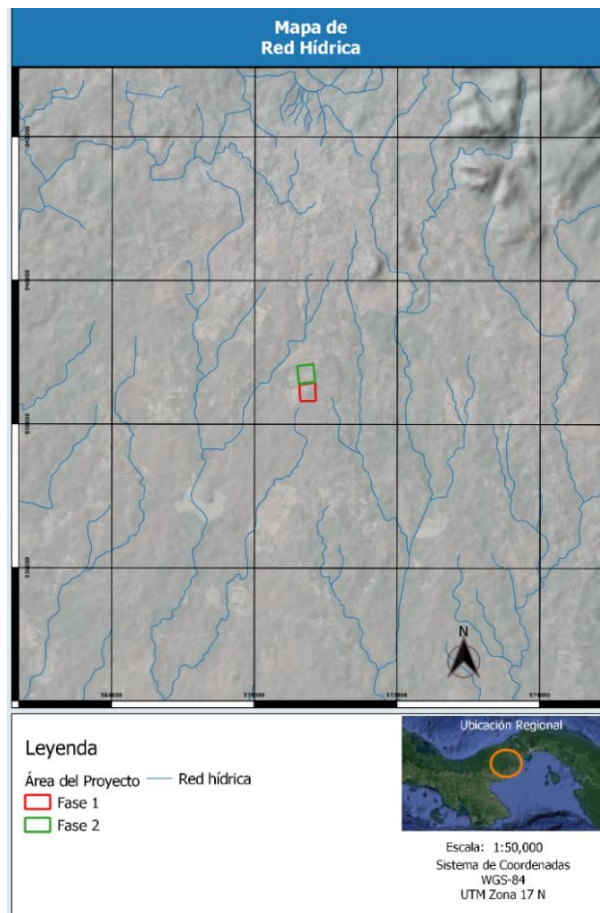 Mapa de
Red Hídrica
N
Leyenda
Área del Proyecto
Red hídrica
Fase 1
Fase 2
Ubicación Regional
Escala: 1:50,000
Sistema de Coordenadas
WGS-84
UTM Zona 17 N